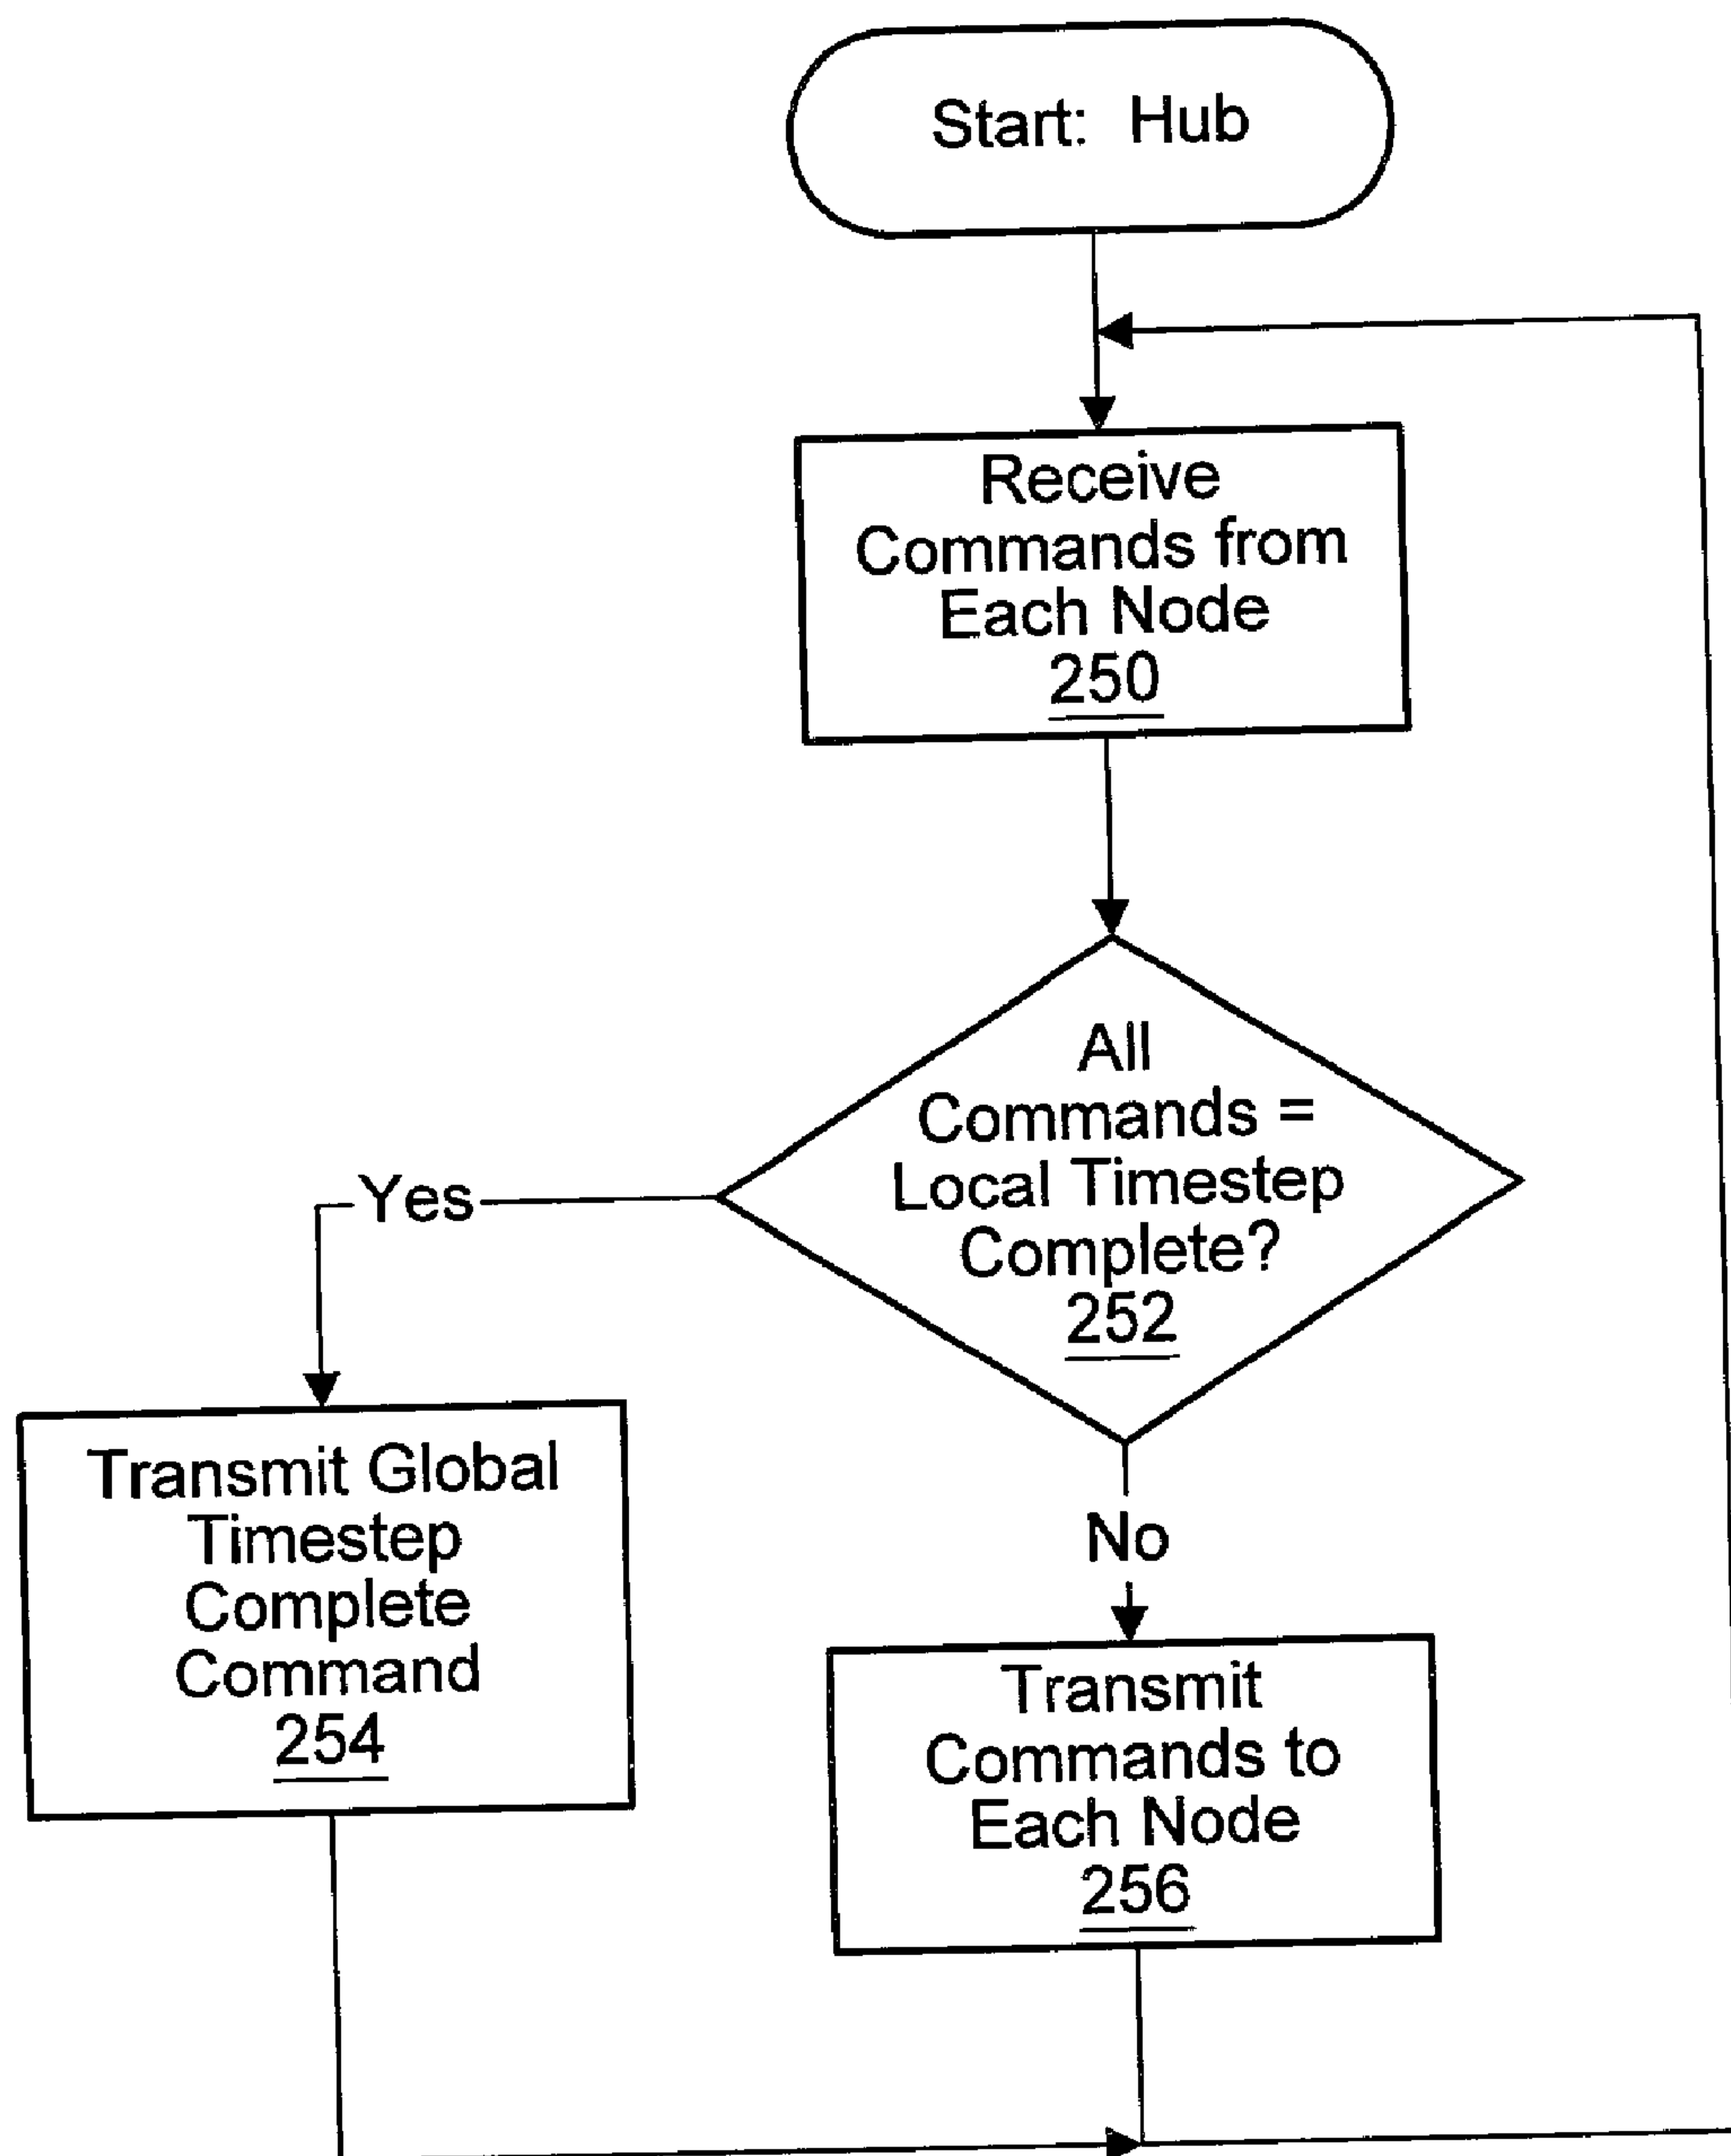 Start: Hub
Receive
Commands from
Each Node
250
All
Commands =
Local Timestep
Complete?
252
Yes
No
Transmit Global
Timestep
Complete
Command
254
Transmit
Commands to
Each Node
256